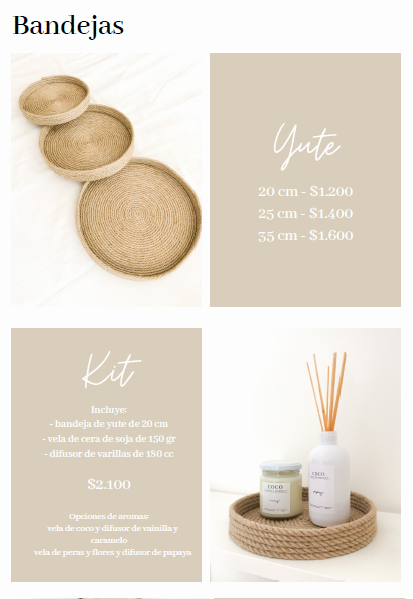 Bandejas
Yute
20 cm - $1.200
25 cm - $1.400
35 cm - $1.600
Kit
Incluye:
- bandeja de yute de 20 cm
- vela de cera de soja de 150 gr
- difusor de varillas de 180 cc
$2.100
Opciones de aromas:
vela de coco y difusor de vainilla y
caramelo
vela de peras y flores y difusor de papaya
COCO
COCO